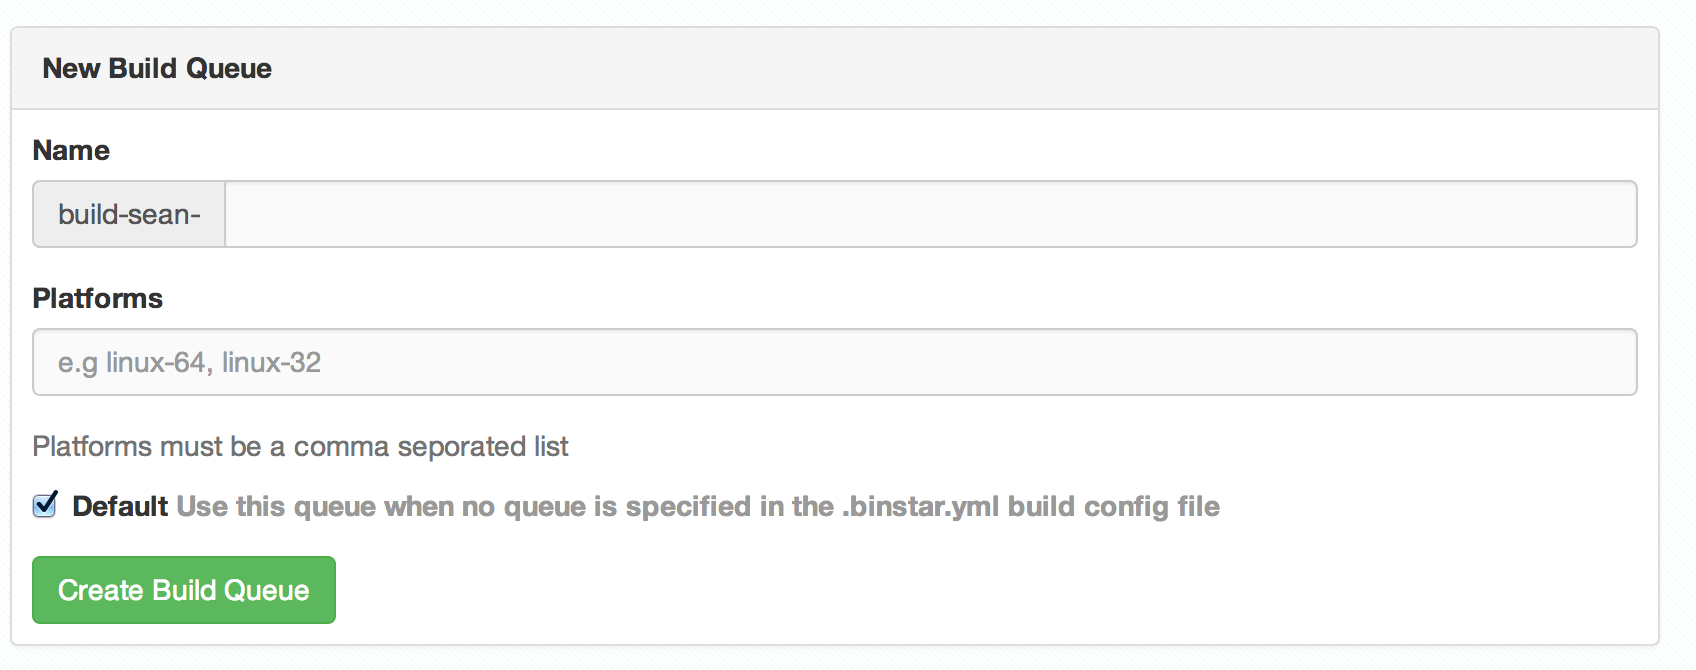 New Build Queue
Name
build-sean-
Platforms
e.g linux-64, linux-32
Platforms must be a comma seporated list
Default Use this queue when no queue is specified in the .binstar.yml build config file
Create Build Queue